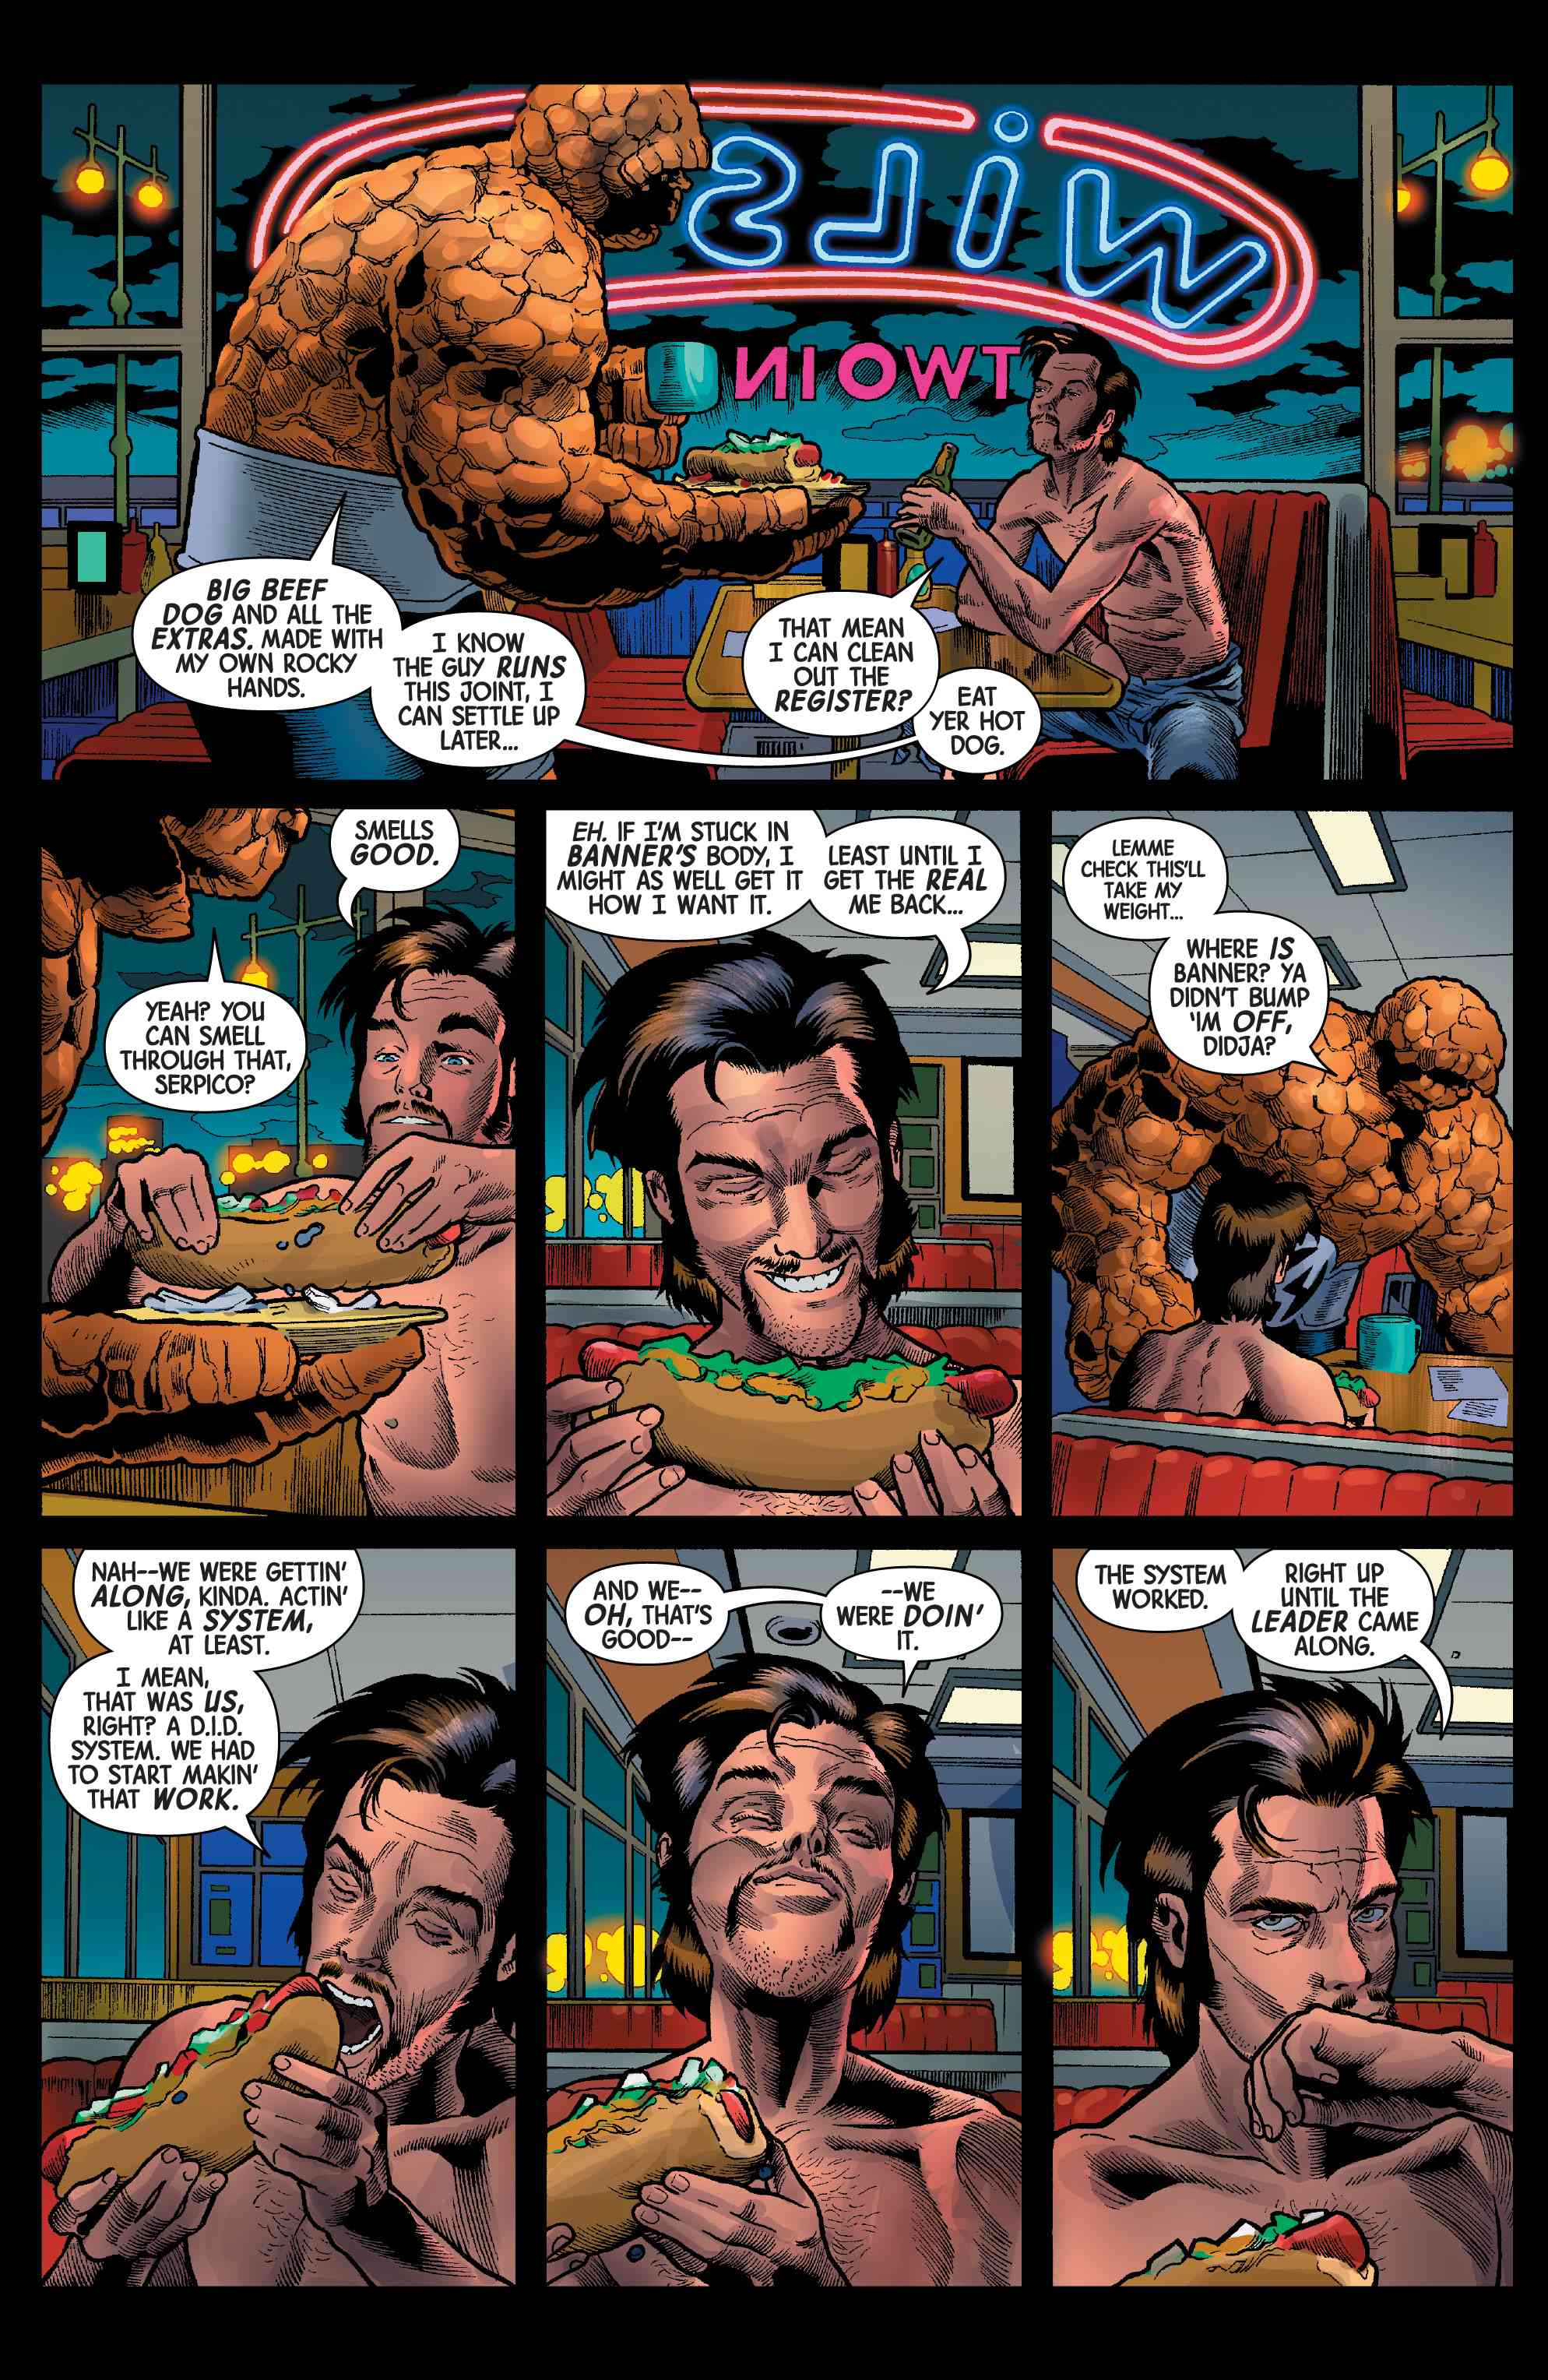 WILS
TWOIN
BIG BEEF
DOG AND ALL THE
EXTRAS. MADE WITH
MY OWN ROCKY
HANDS.
I KNOW
THE GUY RUNS
THIS JOINT, I
CAN SETTLE UP
LATER...
THAT MEAN
I CAN CLEAN
OUT THE
REGISTER?
EAT
YER HOT
DOG.
SMELLS
GOOD.
YEAH? YOU
CAN SMELL
THROUGH THAT,
SERPICO?
EH. IF I'M STUCK IN
BANNER'S BODY, I
MIGHT AS WELL GET IT
HOW I WANT IT.
LEAST UNTIL I
GET THE REAL
ME BACK...
LEMME
CHECK THIS'LL
TAKE MY
WEIGHT...
WHERE IS
BANNER? YA
DIDN'T BUMP
'IM OFF,
DIDJA?
NAH--WE WERE GETTIN'
ALONG, KINDA. ACTIN'
LIKE A SYSTEM,
AT LEAST.
I MEAN,
THAT WAS US,
RIGHT? A D.I.D.
SYSTEM. WE HAD
TO START MAKIN'
THAT WORK.
AND WE--
OH, THAT'S
GOOD--
--WE
WERE DOIN'
IT.
THE SYSTEM
WORKED.
RIGHT UP
UNTIL THE
LEADER CAME
ALONG.